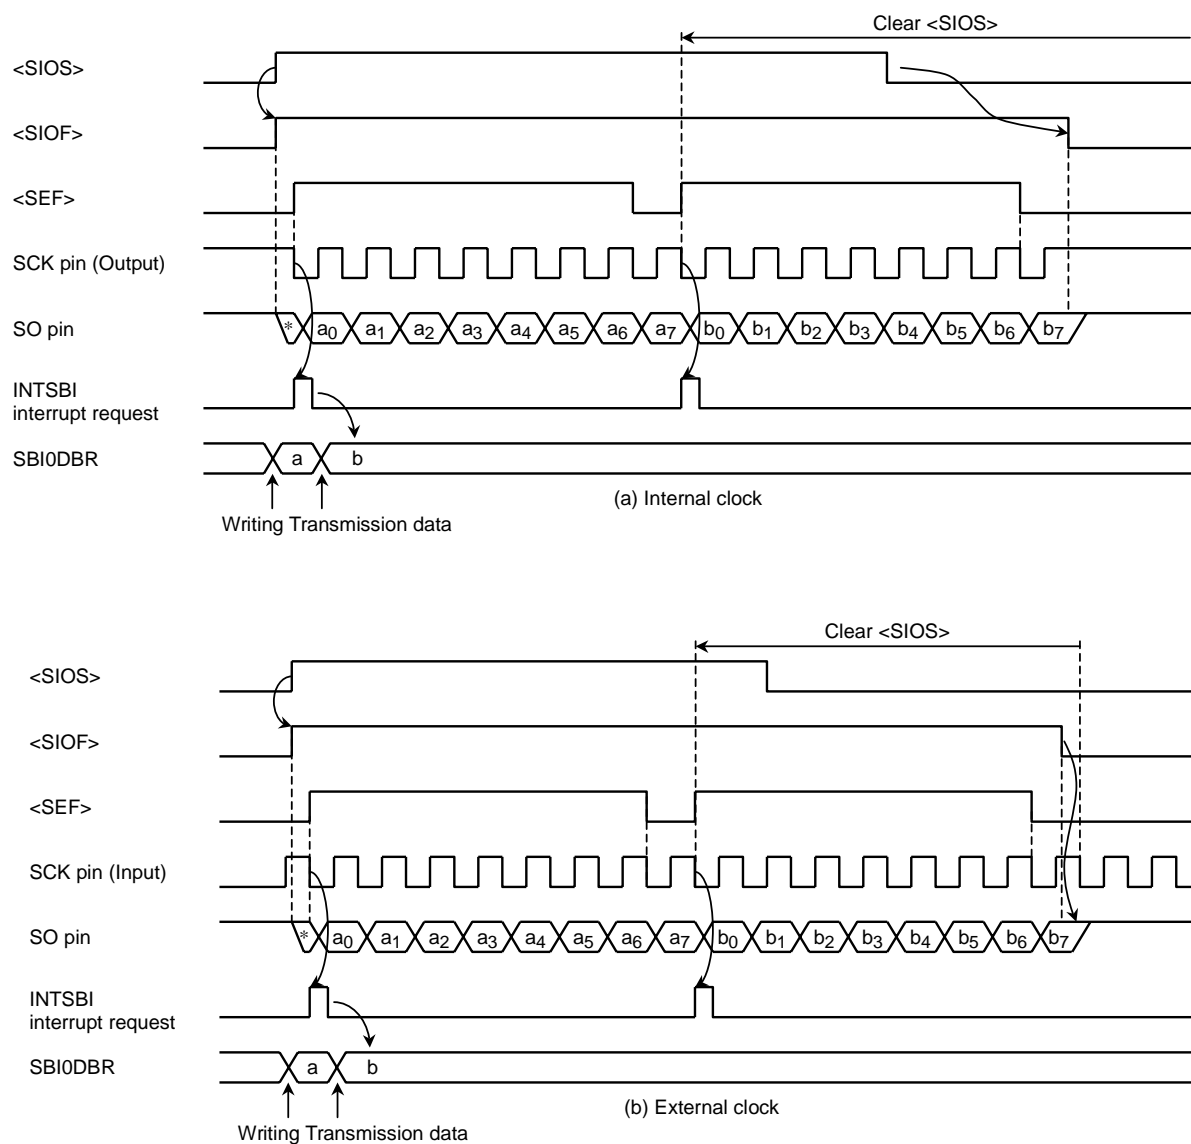 Clear <SIOS>
<SIOS>
<SIOF>
<SEF>
SCK pin (Output)
SO pin
* a0 a1 a2 a3 a4 a5 a6 a7 b0 b1 b2 b3 b4 b5 b6 b7
INTSBI
interrupt request
SBI0DBR
a b
(a) Internal clock
Writing Transmission data
Clear <SIOS>
<SIOS>
<SIOF>
<SEF>
SCK pin (Input)
SO pin
* a0 a1 a2 a3 a4 a5 a6 a7 b0 b1 b2 b3 b4 b5 b6 b7
INTSBI
interrupt request
SBI0DBR
a b
(b) External clock
Writing Transmission data